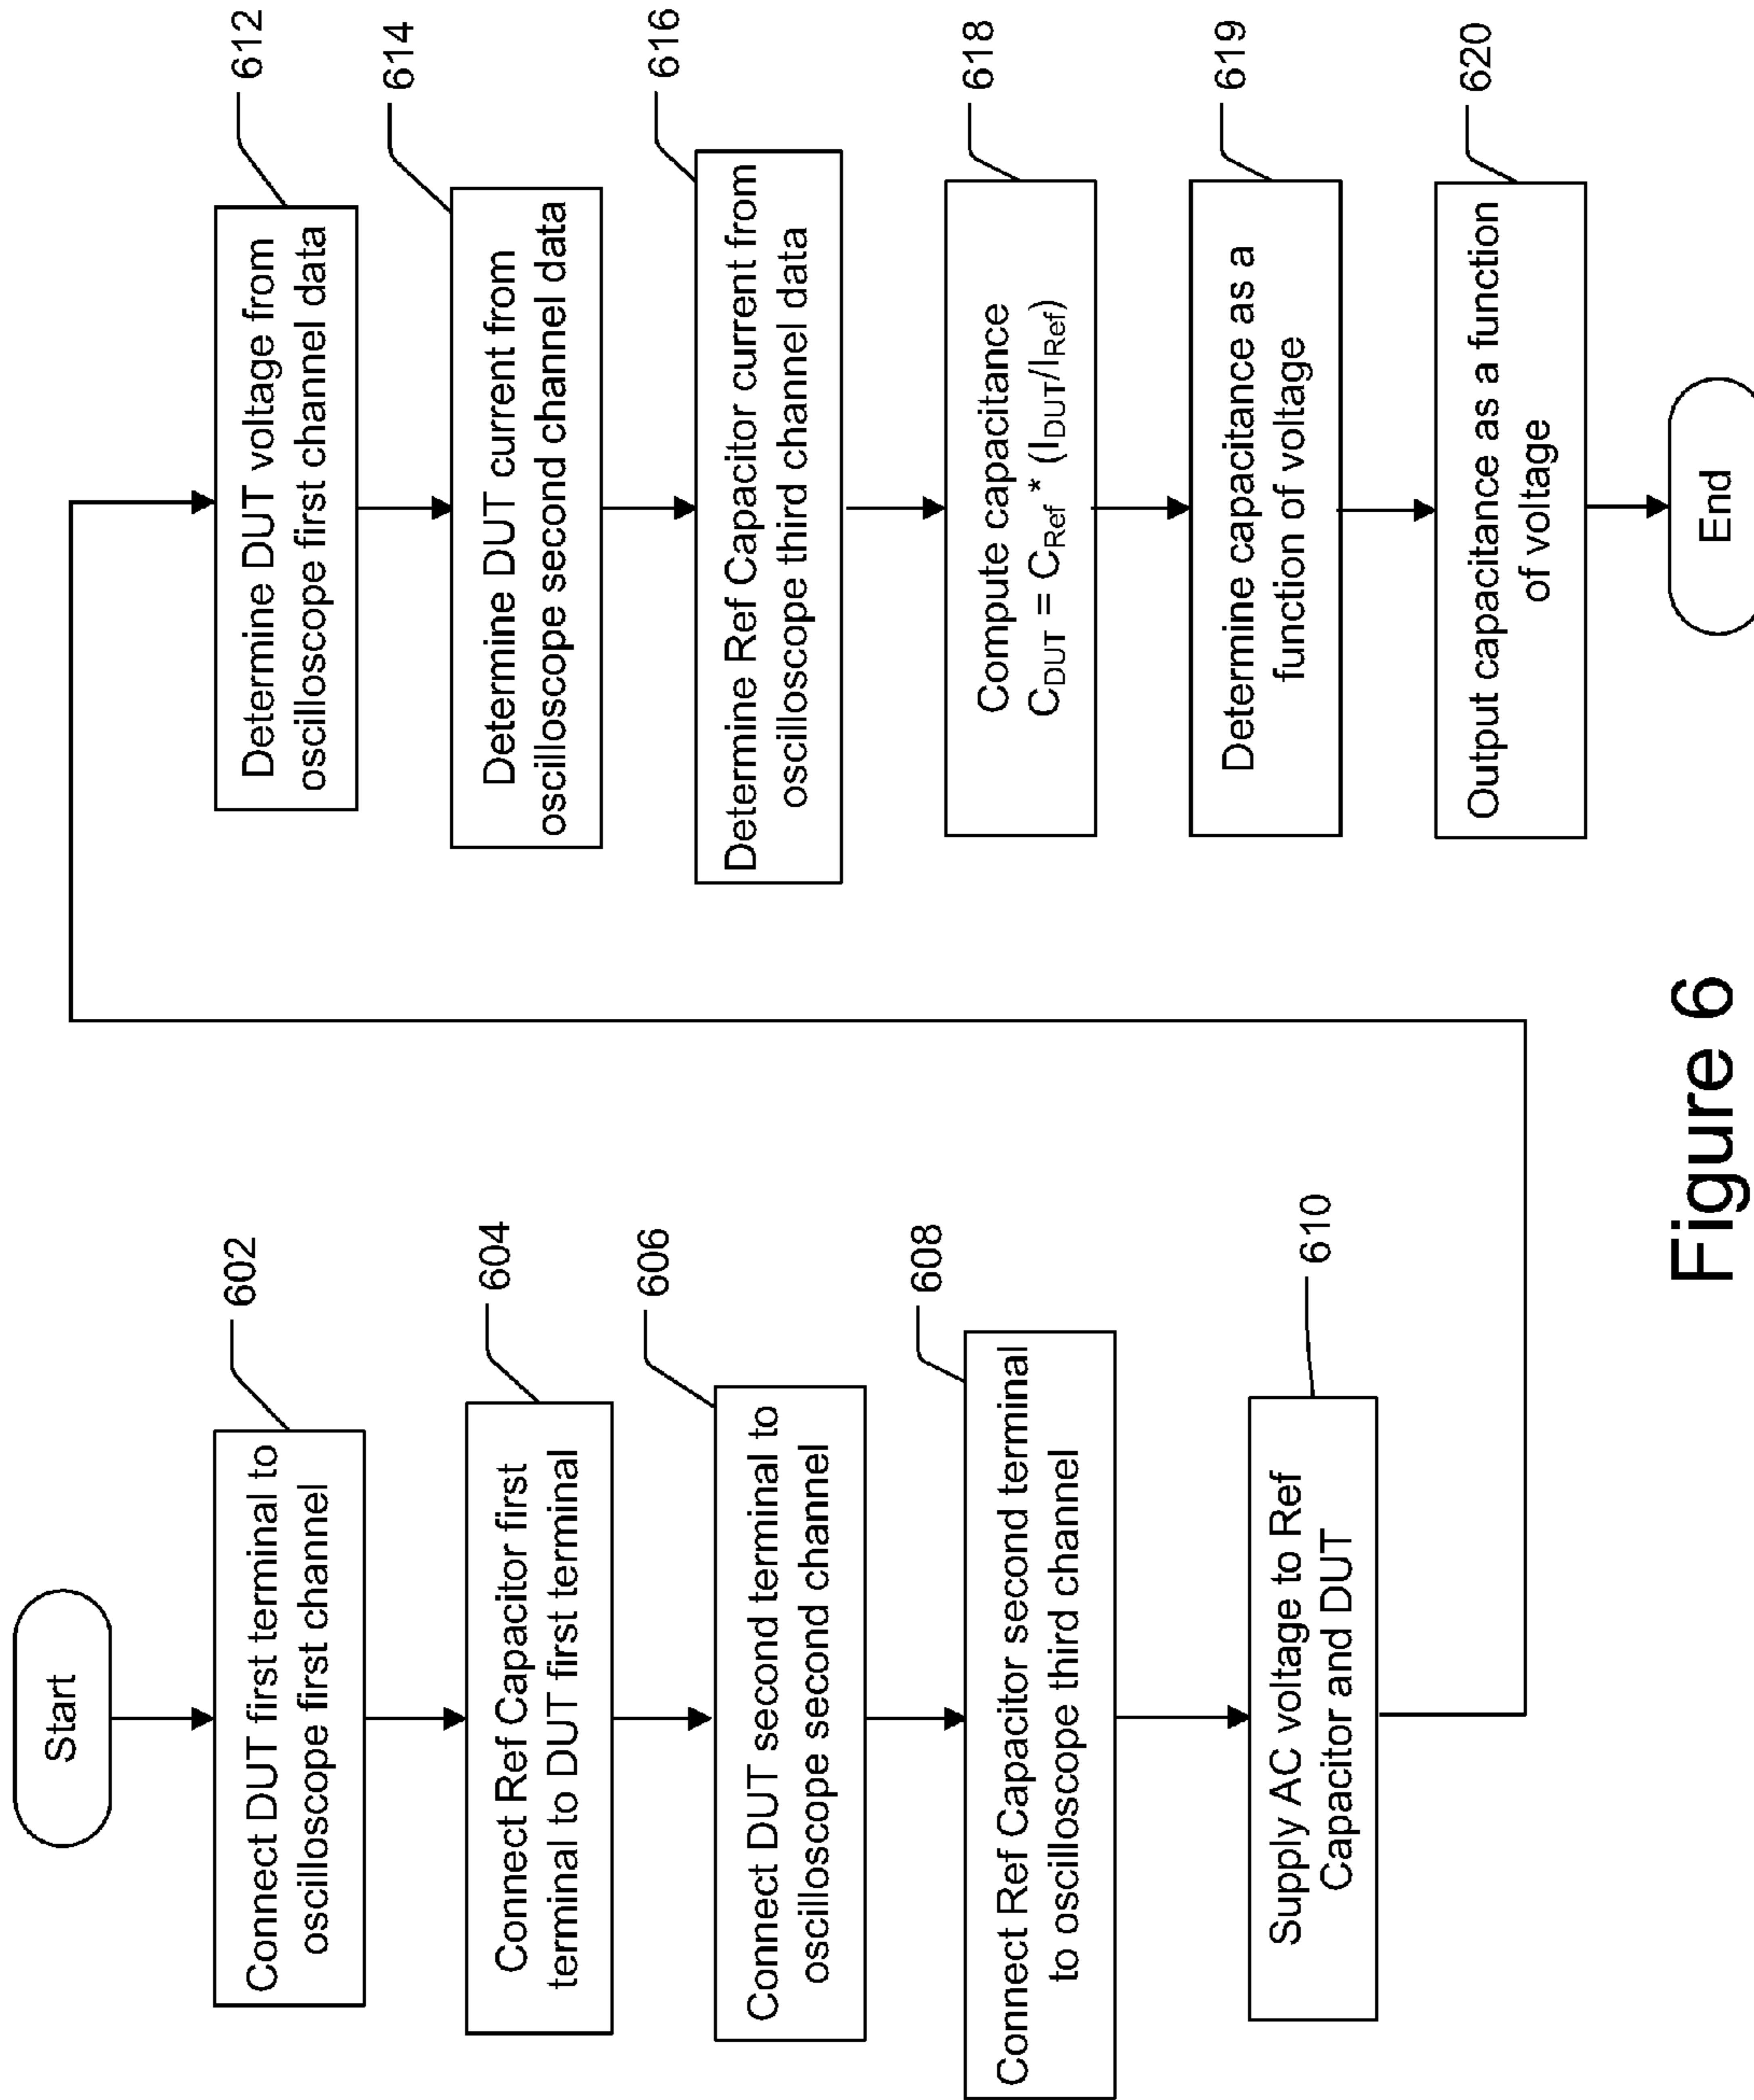 Start
Connect DUT first terminal to
oscilloscope first channel
602
Connect Ref Capacitor first
terminal to DUT first terminal
604
Connect DUT second terminal to
oscilloscope second channel
606
Connect Ref Capacitor second terminal
to oscilloscope third channel
608
Supply AC voltage to Ref
Capacitor and DUT
610
Determine DUT voltage from
oscilloscope first channel data
612
Determine DUT current from
oscilloscope second channel data
614
Determine Ref Capacitor current from
oscilloscope third channel data
616
Compute capacitance
C_DUT = C_Ref * (I_DUT/I_Ref)
618
Determine capacitance as a
function of voltage
619
Output capacitance as a function
of voltage
620
End
Figure 6